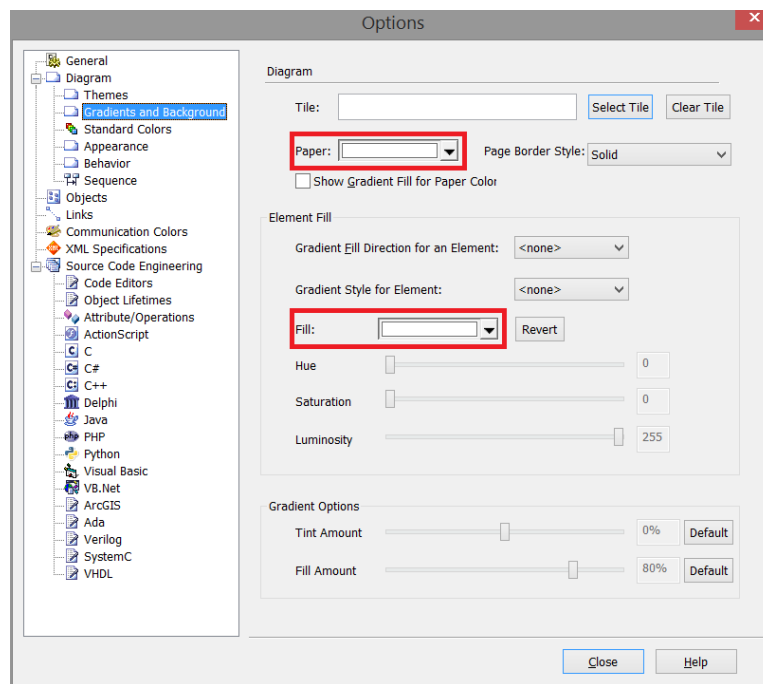 Options
General
Diagram
Themes
Gradients and Background
Standard Colors
Appearance
Behavior
Sequence
Objects
Links
Communication Colors
XML Specifications
Source Code Engineering
Code Editors
Object Lifetimes
Attribute/Operations
ActionScript
C
C#
C++
Delphi
Java
PHP
Python
Visual Basic
VB.Net
ArcGIS
Ada
Verilog
SystemC
VHDL
Diagram
Tile: Select Tile Clear Tile
Paper: Page Border Style: Solid
Show Gradient Fill for Paper Color
Element Fill
Gradient Fill Direction for an Element: <none>
Gradient Style for Element: <none>
Fill: Revert
Hue 0
Saturation 0
Luminosity 255
Gradient Options
Tint Amount 0% Default
Fill Amount 80% Default
Close Help